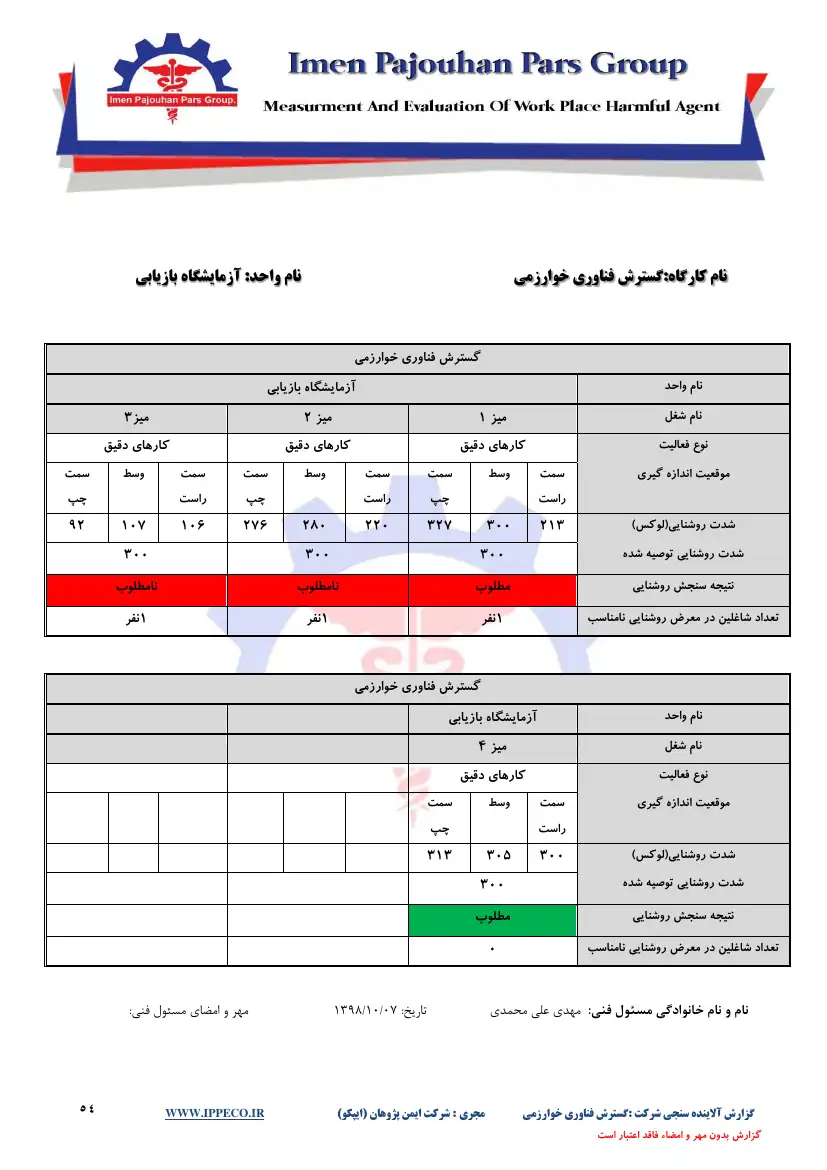 Imen Pajouhan Pars Group
Imen Pajouhan Pars Group.
Measurment And Evaluation Of Work Place Harmful Agent
نام کارگاه:گسترش فناوری خوارزمی نام واحد: آزمایشگاه بازیابی
گسترش فناوری خوارزمی
نام واحد آزمایشگاه بازیابی
نام شغل میز ۱ میز ۲ میز۳
نوع فعالیت کارهای دقیق کارهای دقیق کارهای دقیق
موقعیت اندازه گیری سمت راست وسط سمت چپ سمت راست وسط سمت چپ سمت راست وسط سمت چپ
شدت روشنایی(لوکس) ۲۱۳ ۳۰۰ ۳۲۷ ۲۲۰ ۲۸۰ ۲۷۶ ۱۰۶ ۱۰۷ ۹۲
شدت روشنایی توصیه شده ۳۰۰ ۳۰۰ ۳۰۰
نتیجه سنجش روشنایی مطلوب نامطلوب نامطلوب
تعداد شاغلین در معرض روشنایی نامناسب ۱نفر ۱نفر ۱نفر
گسترش فناوری خوارزمی
نام واحد آزمایشگاه بازیابی
نام شغل میز ۴
نوع فعالیت کارهای دقیق
موقعیت اندازه گیری سمت راست وسط سمت چپ
شدت روشنایی(لوکس) ۳۰۰ ۳۰۵ ۳۱۳
شدت روشنایی توصیه شده ۳۰۰
نتیجه سنجش روشنایی مطلوب
تعداد شاغلین در معرض روشنایی نامناسب ۰
نام و نام خانوادگی مسئول فنی: مهدی علی محمدی تاریخ: ۱۳۹۸/۱۰/۰۷ مهر و امضای مسئول فنی:
گزارش آلاینده سنجی شرکت :گسترش فناوری خوارزمی مجری : شرکت ایمن پژوهان (ایپکو) WWW.IPPECO.IR ۵۴
گزارش بدون مهر و امضاء فاقد اعتبار است